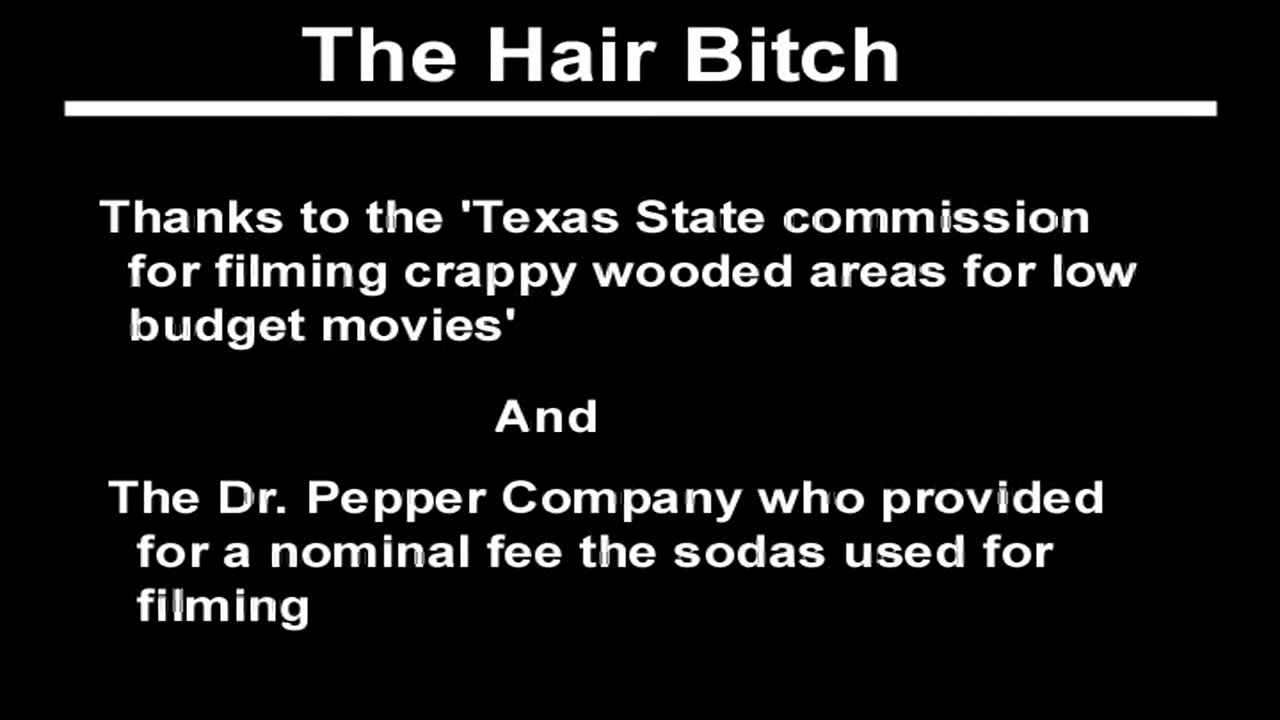 The Hair Bitch
Thanks to the 'Texas State commission
for filming crappy wooded areas for low
budget movies'
And
The Dr. Pepper Company who provided
for a nominal fee the sodas used for
filming